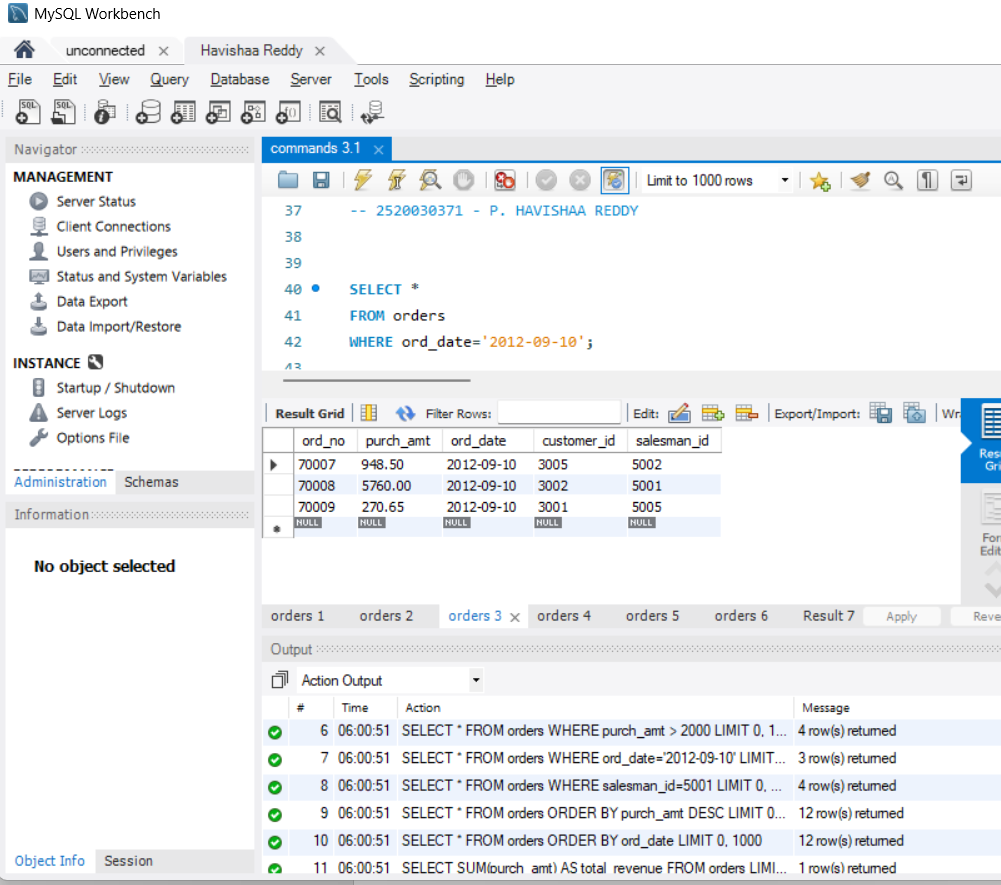 MySQL Workbench
unconnected
Havishaa Reddy
File Edit View Query Database Server Tools Scripting Help
Navigator
MANAGEMENT
Server Status
Client Connections
Users and Privileges
Status and System Variables
Data Export
Data Import/Restore
INSTANCE
Startup / Shutdown
Server Logs
Options File
Administration Schemas
Information
No object selected
Object Info Session
commands 3.1
Limit to 1000 rows
37 -- 2520030371 - P. HAVISHAA REDDY
38
39
40 SELECT *
41 FROM orders
42 WHERE ord_date='2012-09-10';
43
Result Grid Filter Rows: Edit: Export/Import: Wr
ord_no purch_amt ord_date customer_id salesman_id
70007 948.50 2012-09-10 3005 5002
70008 5760.00 2012-09-10 3002 5001
70009 270.65 2012-09-10 3001 5005
NULL NULL NULL NULL NULL
Resu
Gri
For
Edit
orders 1 orders 2 orders 3 orders 4 orders 5 orders 6 Result 7 Apply Reve
Output
Action Output
# Time Action Message
6 06:00:51 SELECT * FROM orders WHERE purch_amt > 2000 LIMIT 0, 1... 4 row(s) returned
7 06:00:51 SELECT * FROM orders WHERE ord_date='2012-09-10' LIMIT... 3 row(s) returned
8 06:00:51 SELECT * FROM orders WHERE salesman_id=5001 LIMIT 0, ... 4 row(s) returned
9 06:00:51 SELECT * FROM orders ORDER BY purch_amt DESC LIMIT 0... 12 row(s) returned
10 06:00:51 SELECT * FROM orders ORDER BY ord_date LIMIT 0, 1000 12 row(s) returned
11 06:00:51 SELECT SUM(purch_amt) AS total_revenue FROM orders LIMI... 1 row(s) returned